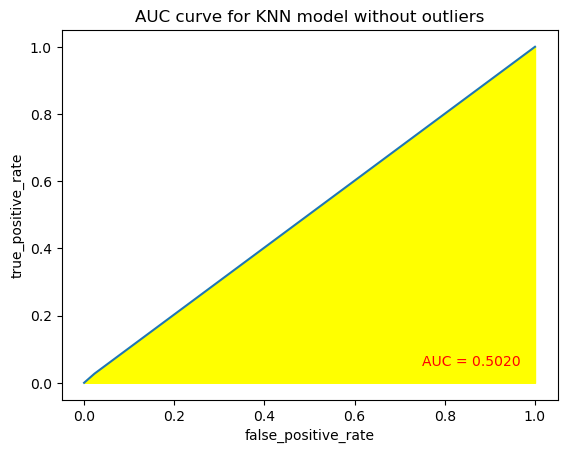 AUC curve for KNN model without outliers
1.0
0.8
0.6
0.4
0.2
0.0
true_positive_rate
AUC = 0.5020
0.0 0.2 0.4 0.6 0.8 1.0
false_positive_rate